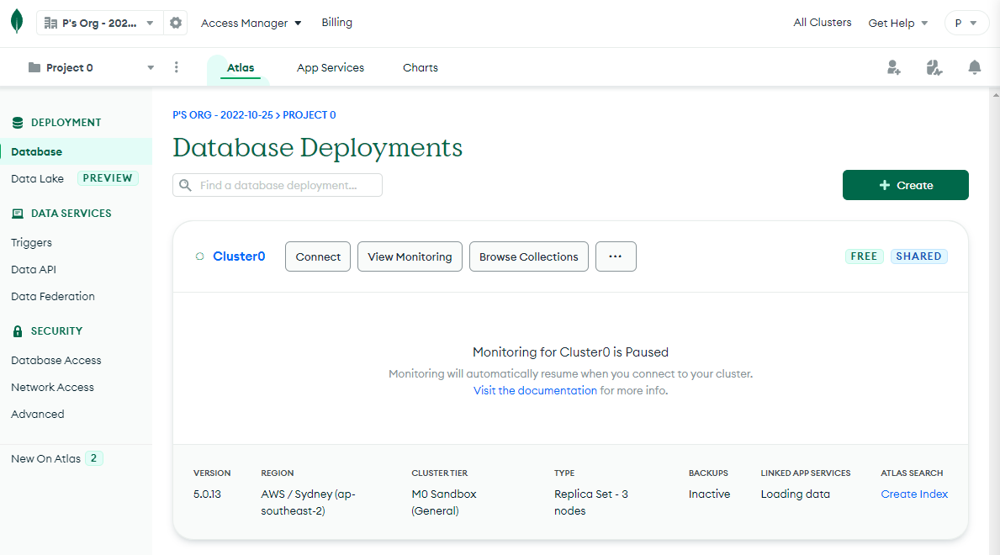 P's Org - 202...
Access Manager
Billing
All Clusters
Get Help
P
Project 0
Atlas
App Services
Charts
DEPLOYMENT
Database
Data Lake PREVIEW
DATA SERVICES
Triggers
Data API
Data Federation
SECURITY
Database Access
Network Access
Advanced
New On Atlas 2
P'S ORG - 2022-10-25 > PROJECT 0
Database Deployments
Find a database deployment...
+ Create
Cluster0
Connect
View Monitoring
Browse Collections
...
FREE
SHARED
Monitoring for Cluster0 is Paused
Monitoring will automatically resume when you connect to your cluster.
Visit the documentation for more info.
VERSION
5.0.13
REGION
AWS / Sydney (ap-
southeast-2)
CLUSTER TIER
M0 Sandbox
(General)
TYPE
Replica Set - 3
nodes
BACKUPS
Inactive
LINKED APP SERVICES
Loading data
ATLAS SEARCH
Create Index